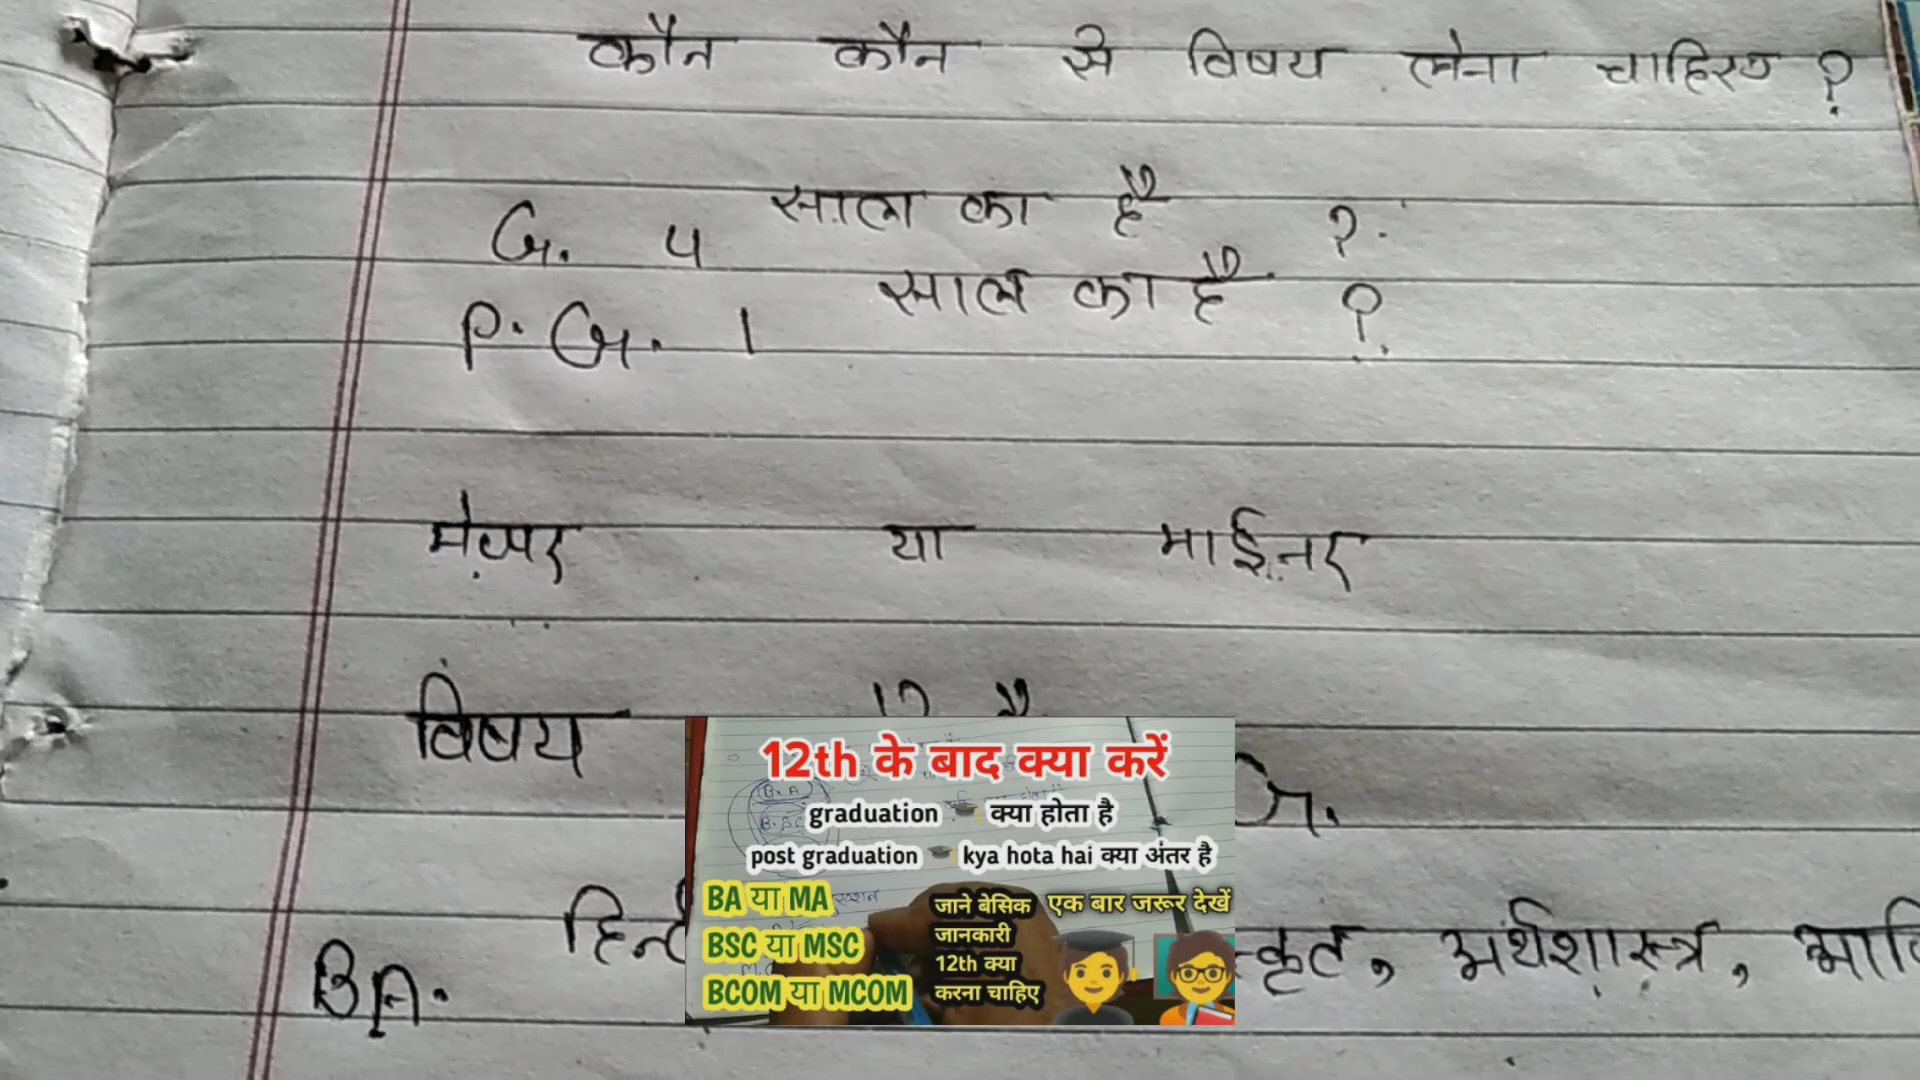 कौन कौन से विषय लेना चाहिए ?
G. 4 साल का है ?
P. G. 1 साल का है ?
मेजर या माईनर
विषय
12th के बाद क्या करें
graduation क्या होता है
post graduation kya hota hai क्या अंतर है
BA या MA
BSC या MSC
BCOM या MCOM
जाने बेसिक एक बार जरूर देखें
जानकारी
12th क्या
करना चाहिए
BA. अर्थशास्त्र,